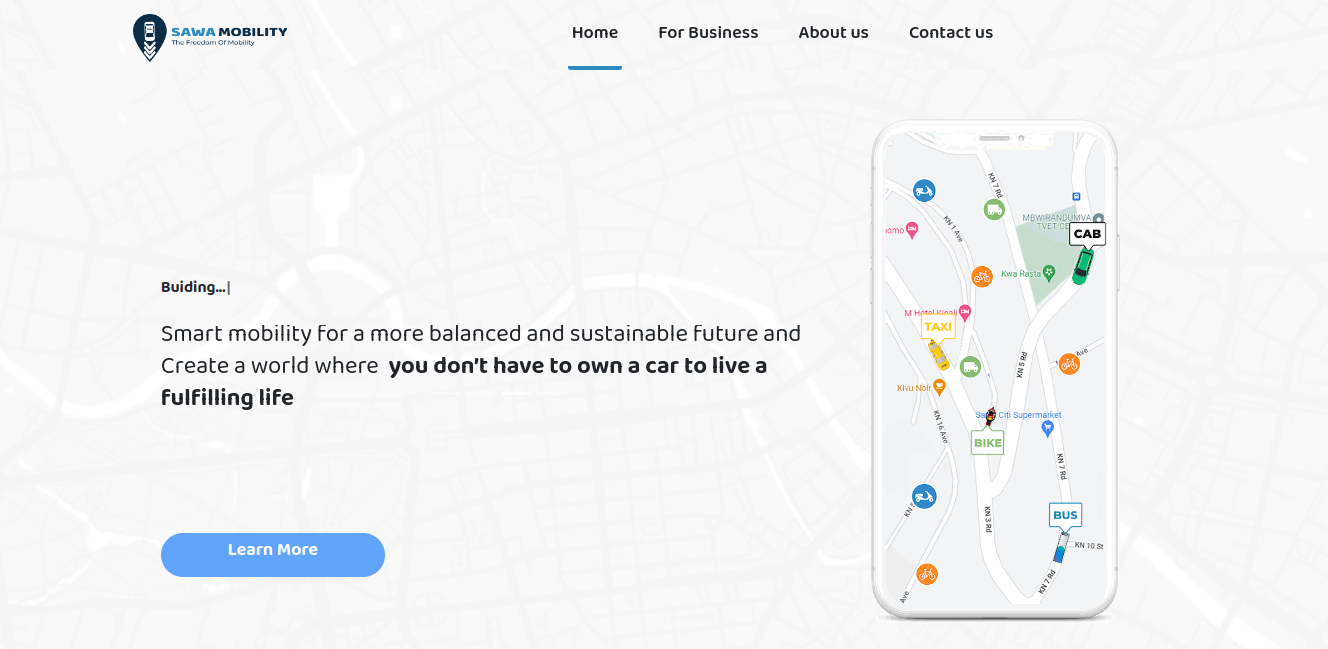 SAWA MOBILITY
The Freedom Of Mobility
Home
For Business
About us
Contact us
Buiding...|
Smart mobility for a more balanced and sustainable future and
Create a world where you don't have to own a car to live a
fulfilling life
Learn More
KN 7 Rd
KN 1 Ave
MBWIRANDUMVA
TVET CE
CAB
omo
Kwa Rasta
M Hotel Kigali
TAXI
Ave
KN 5 Rd
Kivu Noir
Citi Supermarket
KN 16 Ave
BIKE
KN 7 Rd
KN 3 Rd
BUS
KN 10 St
KN 7 Rd
Ave